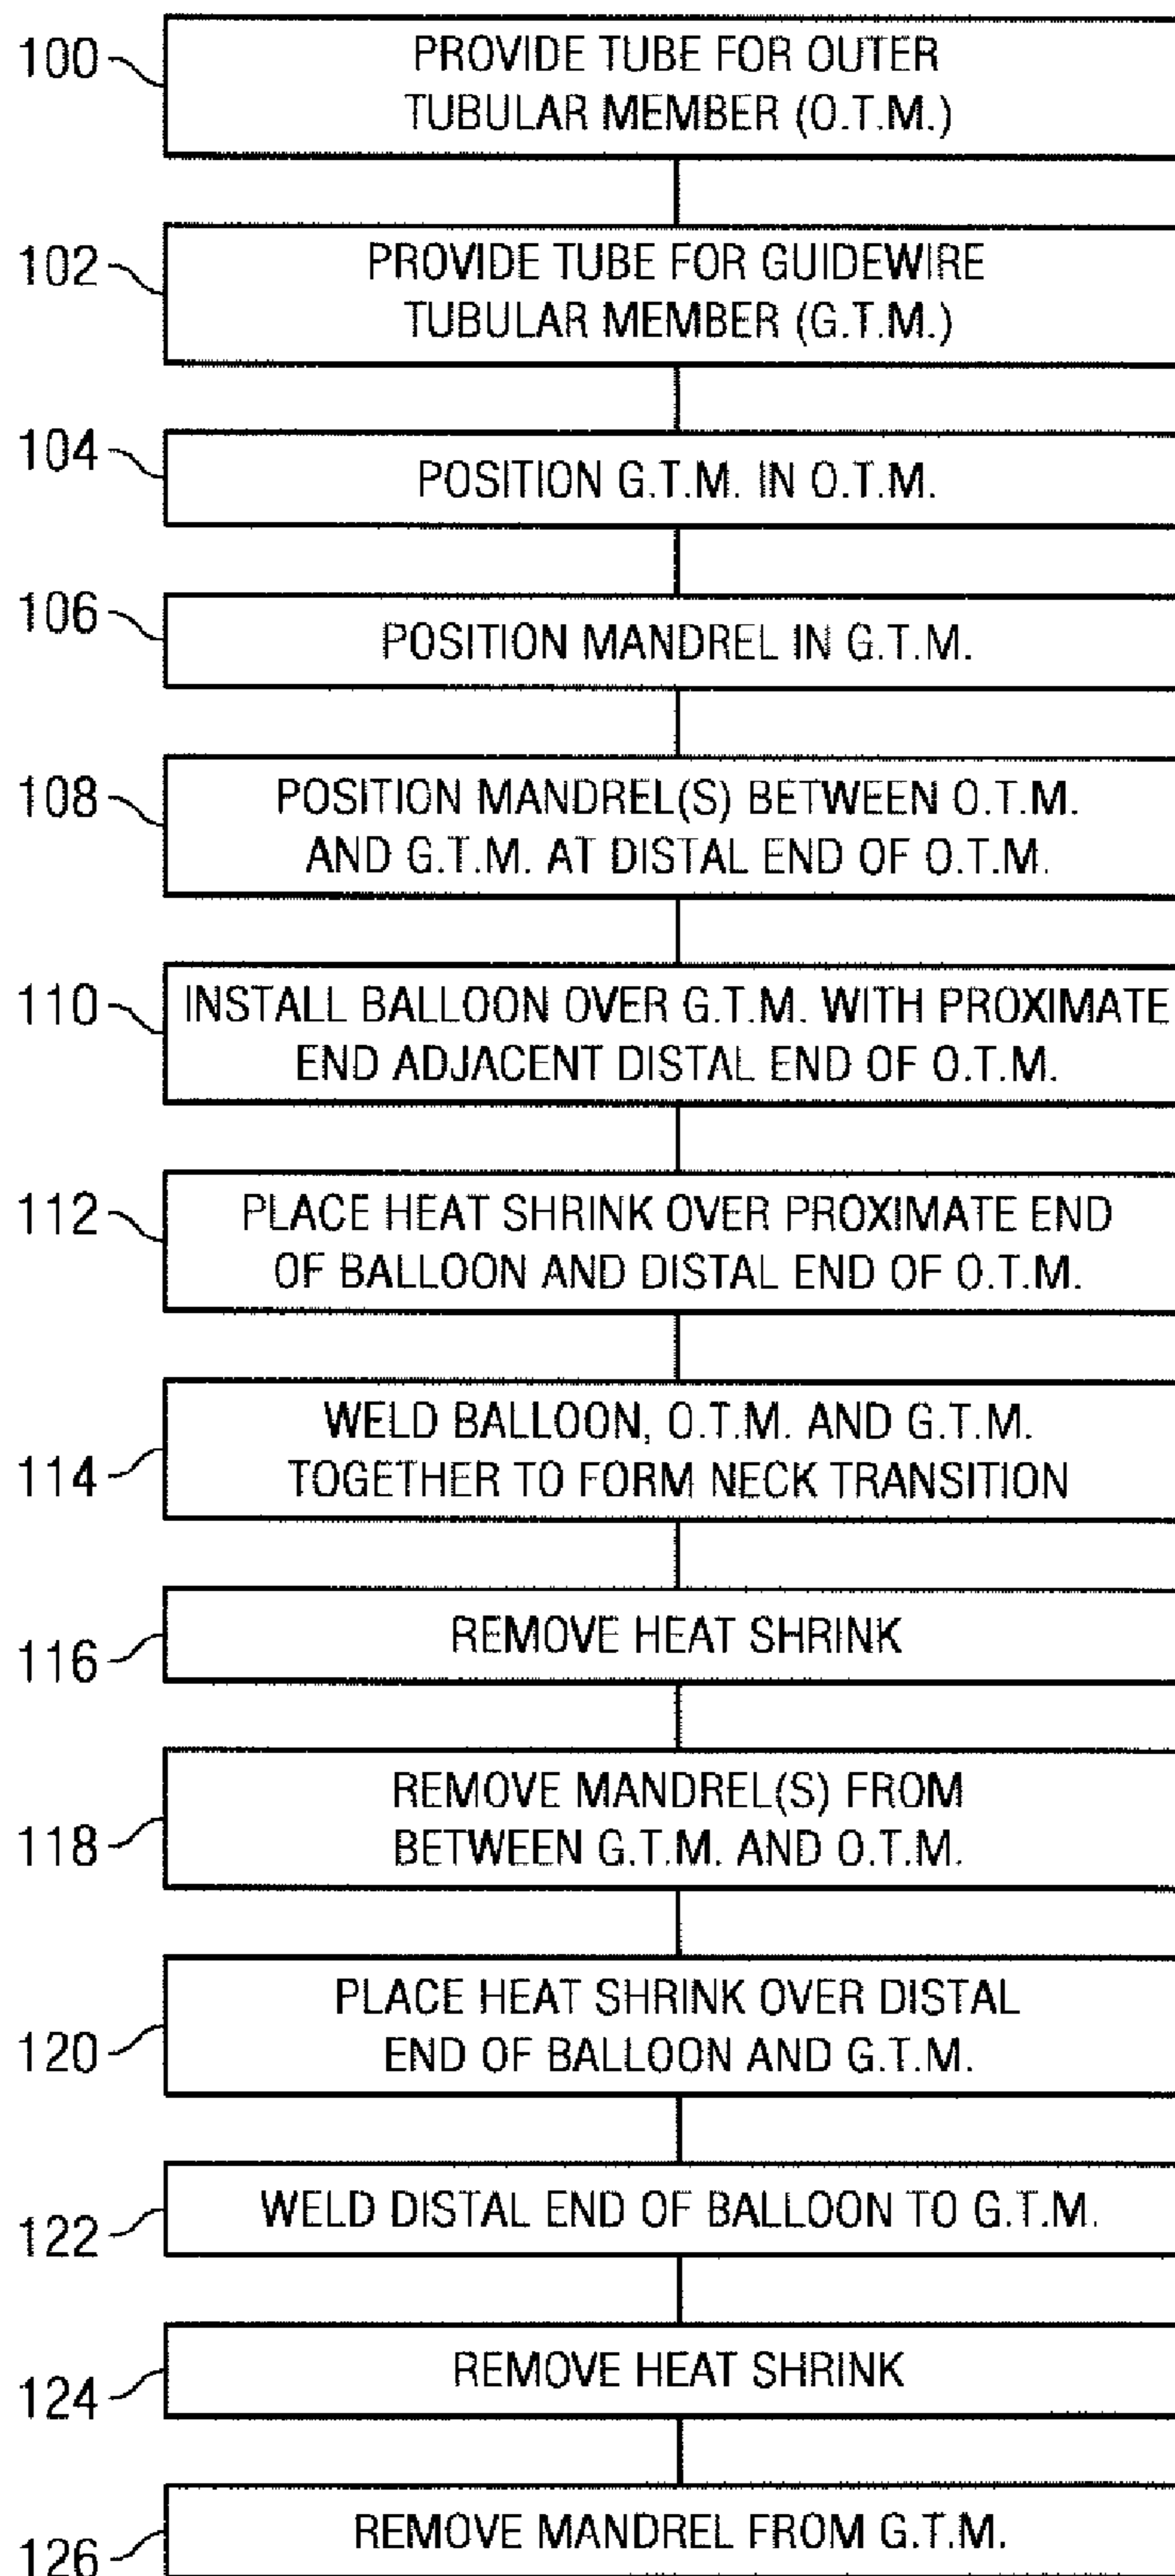 100
PROVIDE TUBE FOR OUTER
TUBULAR MEMBER (O.T.M.)
102
PROVIDE TUBE FOR GUIDEWIRE
TUBULAR MEMBER (G.T.M.)
104
POSITION G.T.M. IN O.T.M.
106
POSITION MANDREL IN G.T.M.
108
POSITION MANDREL(S) BETWEEN O.T.M.
AND G.T.M. AT DISTAL END OF O.T.M.
110
INSTALL BALLOON OVER G.T.M. WITH PROXIMATE
END ADJACENT DISTAL END OF O.T.M.
112
PLACE HEAT SHRINK OVER PROXIMATE END
OF BALLOON AND DISTAL END OF O.T.M.
114
WELD BALLOON, O.T.M. AND G.T.M.
TOGETHER TO FORM NECK TRANSITION
116
REMOVE HEAT SHRINK
118
REMOVE MANDREL(S) FROM
BETWEEN G.T.M. AND O.T.M.
120
PLACE HEAT SHRINK OVER DISTAL
END OF BALLOON AND G.T.M.
122
WELD DISTAL END OF BALLOON TO G.T.M.
124
REMOVE HEAT SHRINK
126
REMOVE MANDREL FROM G.T.M.